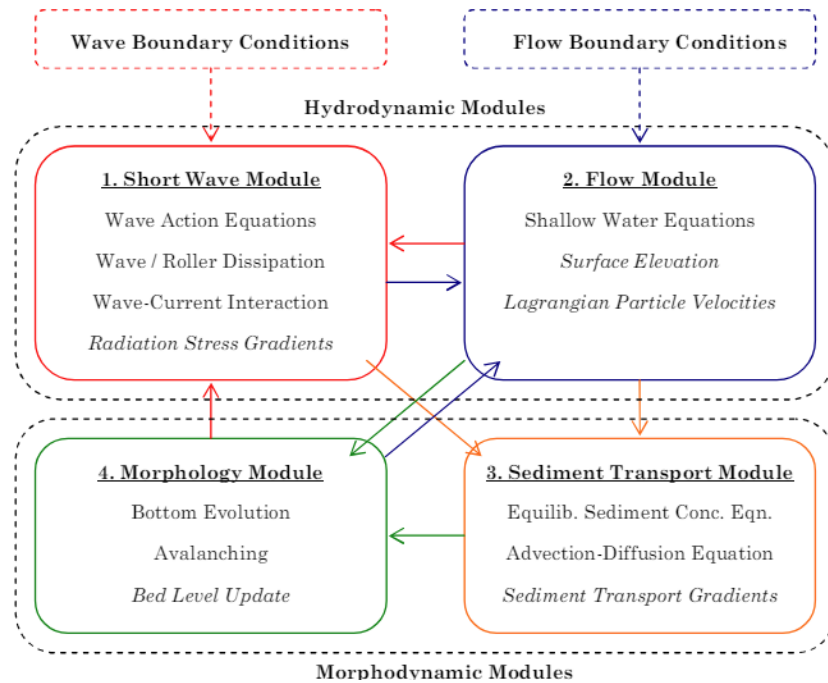 Wave Boundary Conditions
Flow Boundary Conditions
Hydrodynamic Modules
1. Short Wave Module
Wave Action Equations
Wave / Roller Dissipation
Wave-Current Interaction
Radiation Stress Gradients
2. Flow Module
Shallow Water Equations
Surface Elevation
Lagrangian Particle Velocities
4. Morphology Module
Bottom Evolution
Avalanching
Bed Level Update
3. Sediment Transport Module
Equilib. Sediment Conc. Eqn.
Advection-Diffusion Equation
Sediment Transport Gradients
Morphodynamic Modules